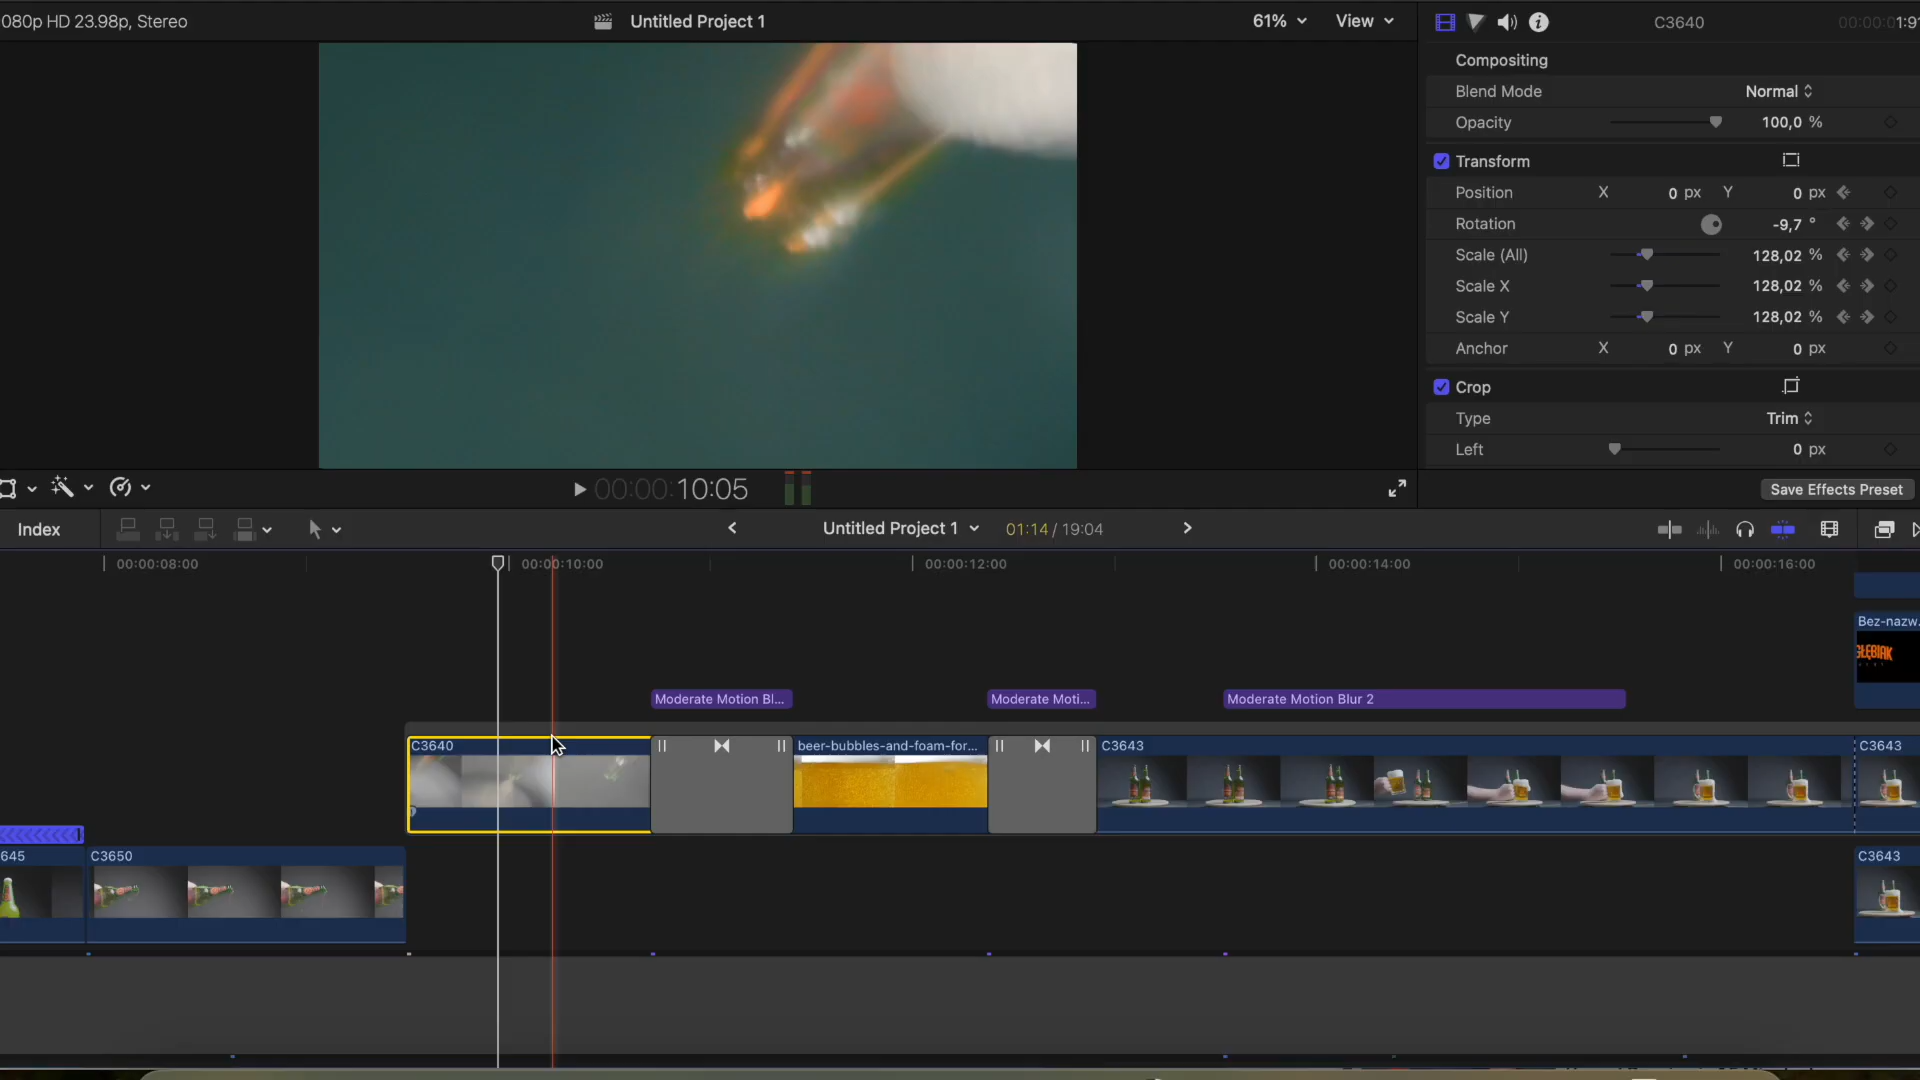 080p HD 23.98p, Stereo
Untitled Project 1
61%
View
C3640
00:00:01:9
Compositing
Blend Mode
Normal
Opacity
100,0 %
Transform
Position
X
0 px
Y
0 px
Rotation
-9,7 °
Scale (All)
128,02 %
Scale X
128,02 %
Scale Y
128,02 %
Anchor
X
0 px
Y
0 px
Crop
Type
Trim
Left
0 px
00:00:10:05
Save Effects Preset
Index
Untitled Project 1
01:14 / 19:04
00:00:08:00
00:00:10:00
00:00:12:00
00:00:14:00
00:00:16:00
Bez-nazw.
GŁĘBIAK
Moderate Motion Bl...
Moderate Moti...
Moderate Motion Blur 2
C3640
beer-bubbles-and-foam-for...
C3643
C3643
645
C3650
C3643